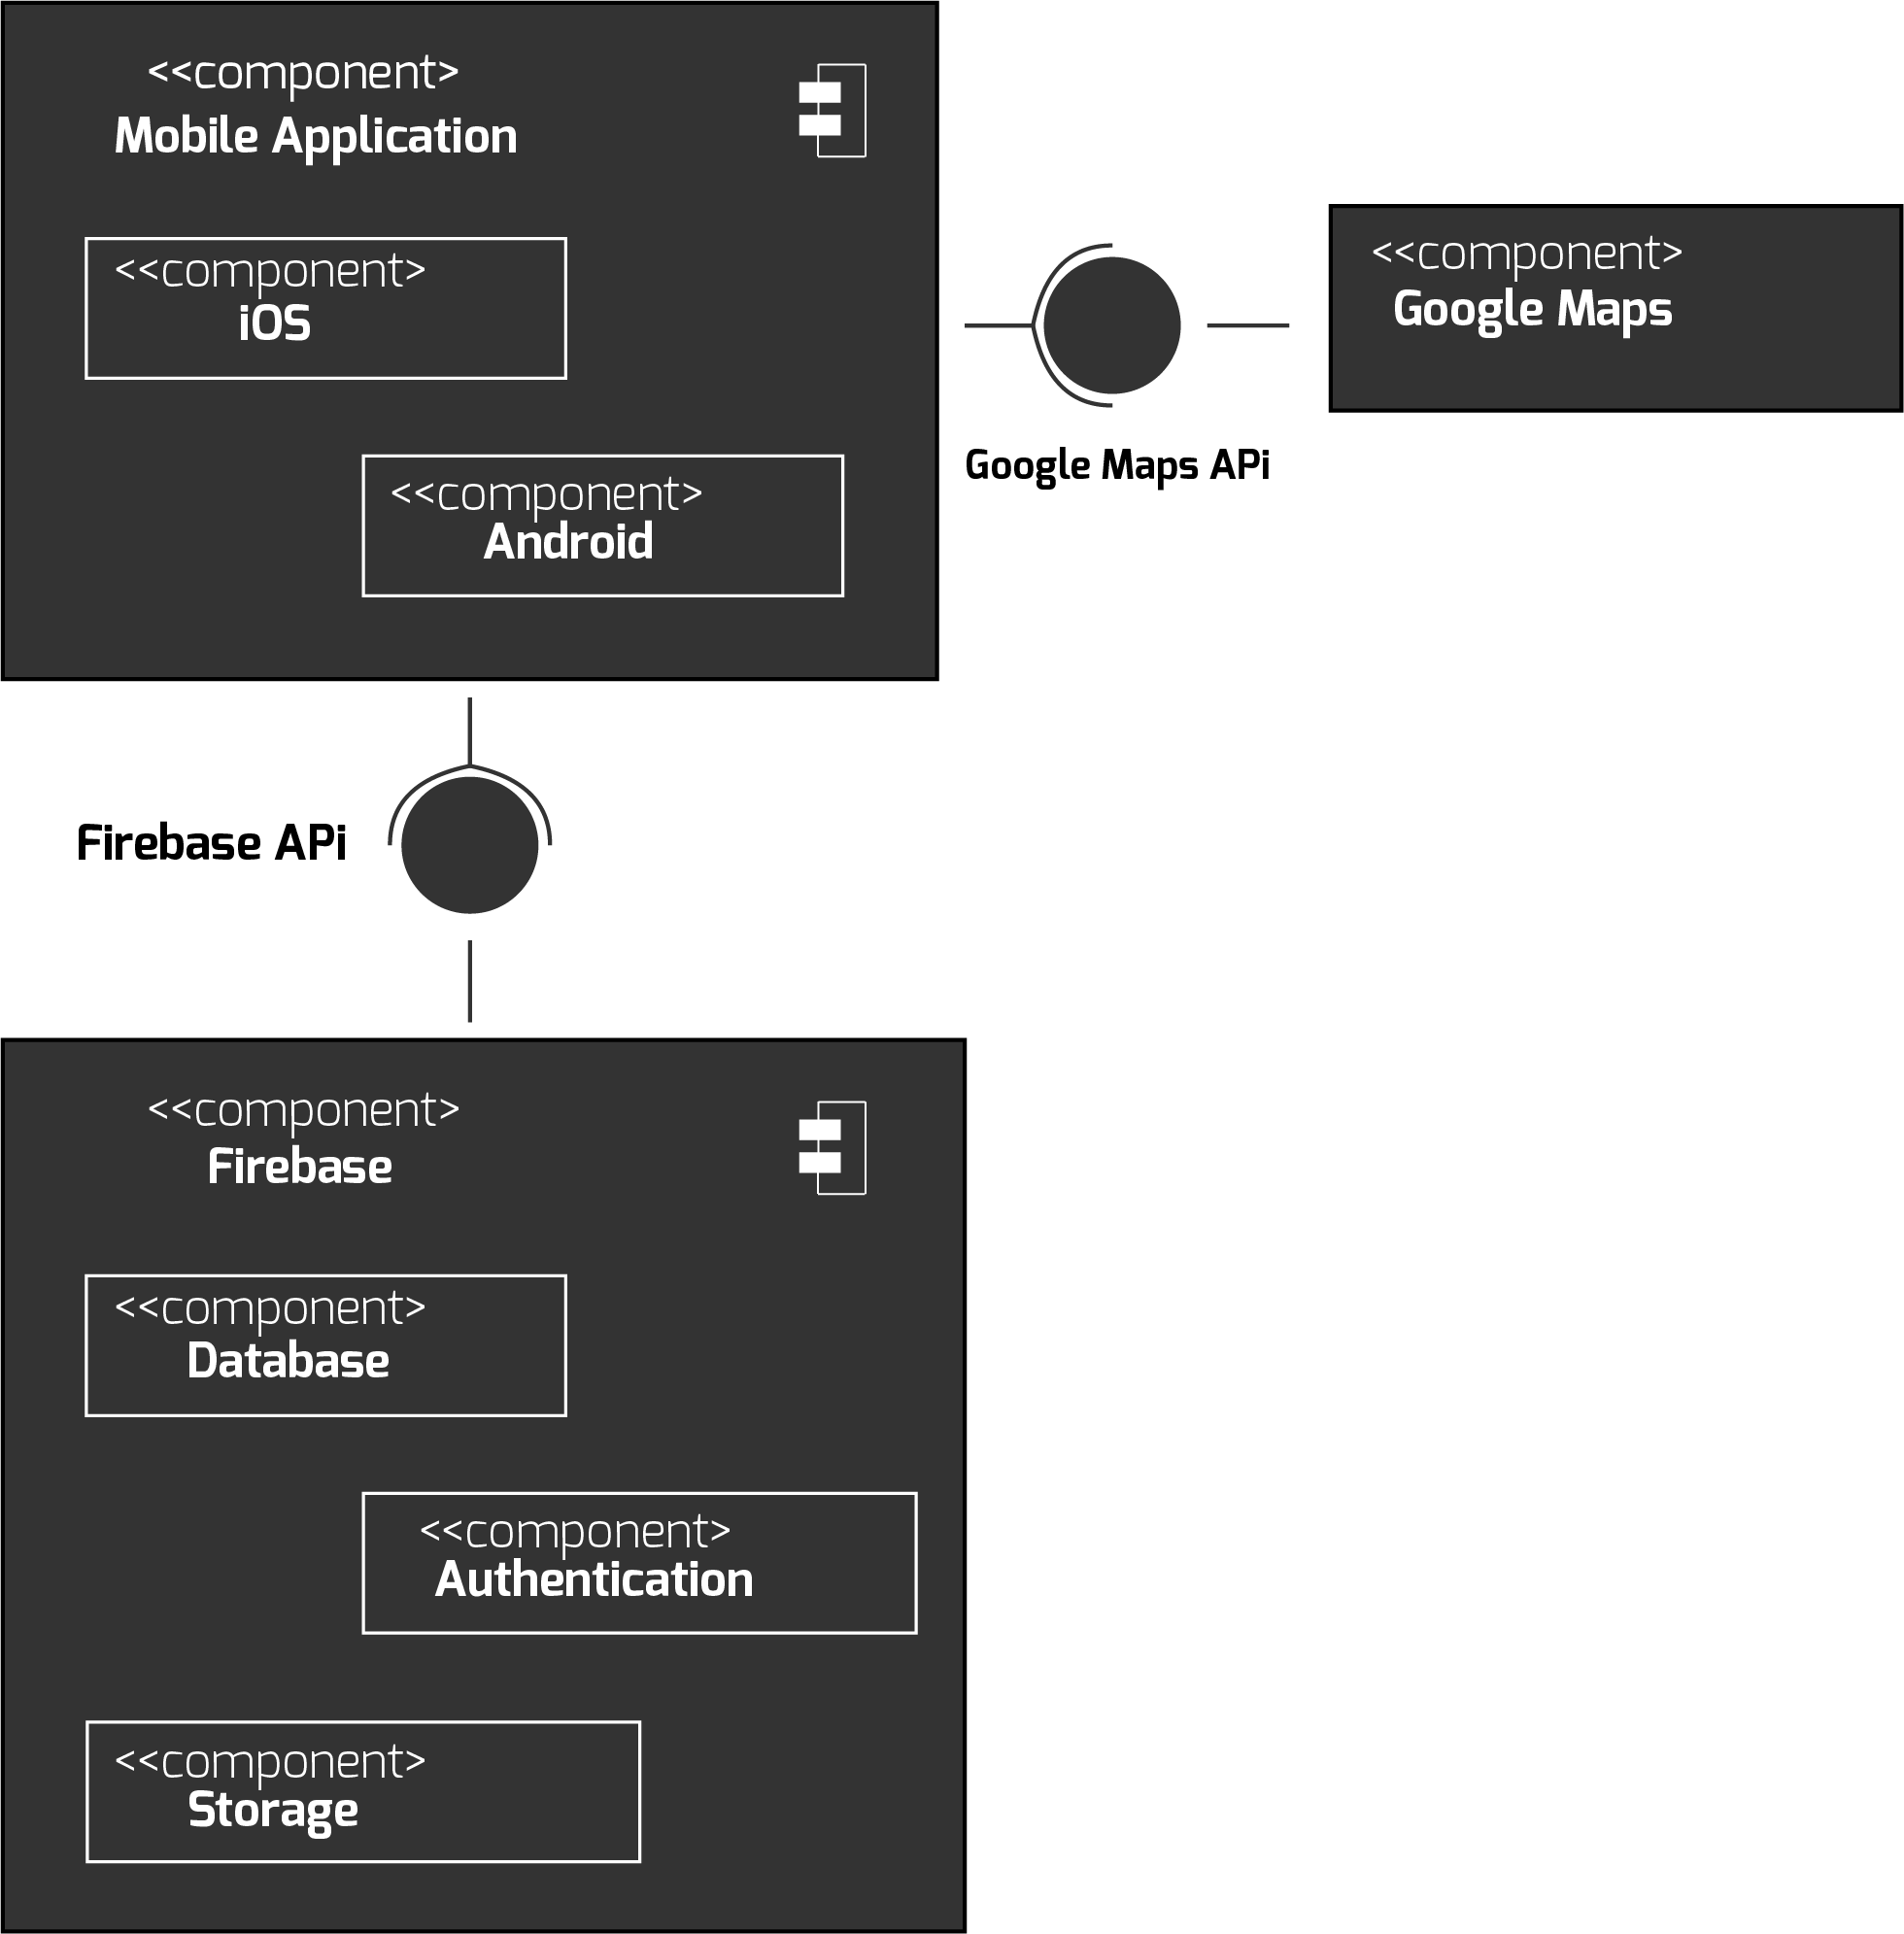 <<component>
Mobile Application
<<component>
iOS
<<component>
Android
<<component>
Google Maps
Google Maps APi
Firebase APi
<<component>
Firebase
<<component>
Database
<<component>
Authentication
<<component>
Storage